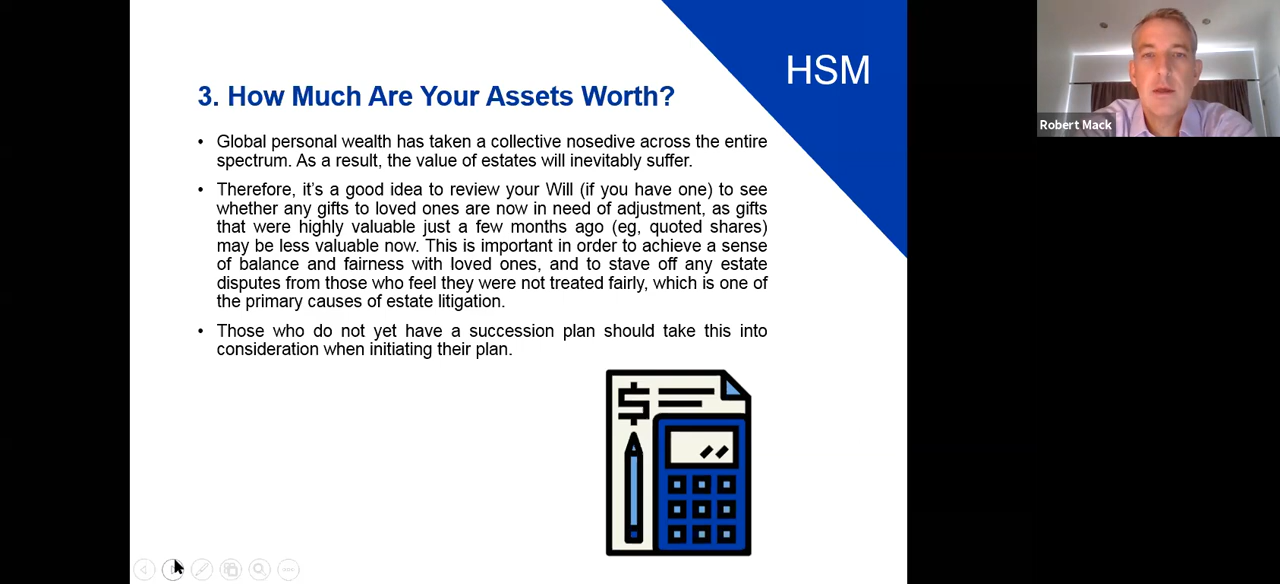 HSM
3. How Much Are Your Assets Worth?
• Global personal wealth has taken a collective nosedive across the entire
spectrum. As a result, the value of estates will inevitably suffer.
• Therefore, it's a good idea to review your Will (if you have one) to see
whether any gifts to loved ones are now in need of adjustment, as gifts
that were highly valuable just a few months ago (eg, quoted shares)
may be less valuable now. This is important in order to achieve a sense
of balance and fairness with loved ones, and to stave off any estate
disputes from those who feel they were not treated fairly, which is one of
the primary causes of estate litigation.
• Those who do not yet have a succession plan should take this into
consideration when initiating their plan.
$
Robert Mack